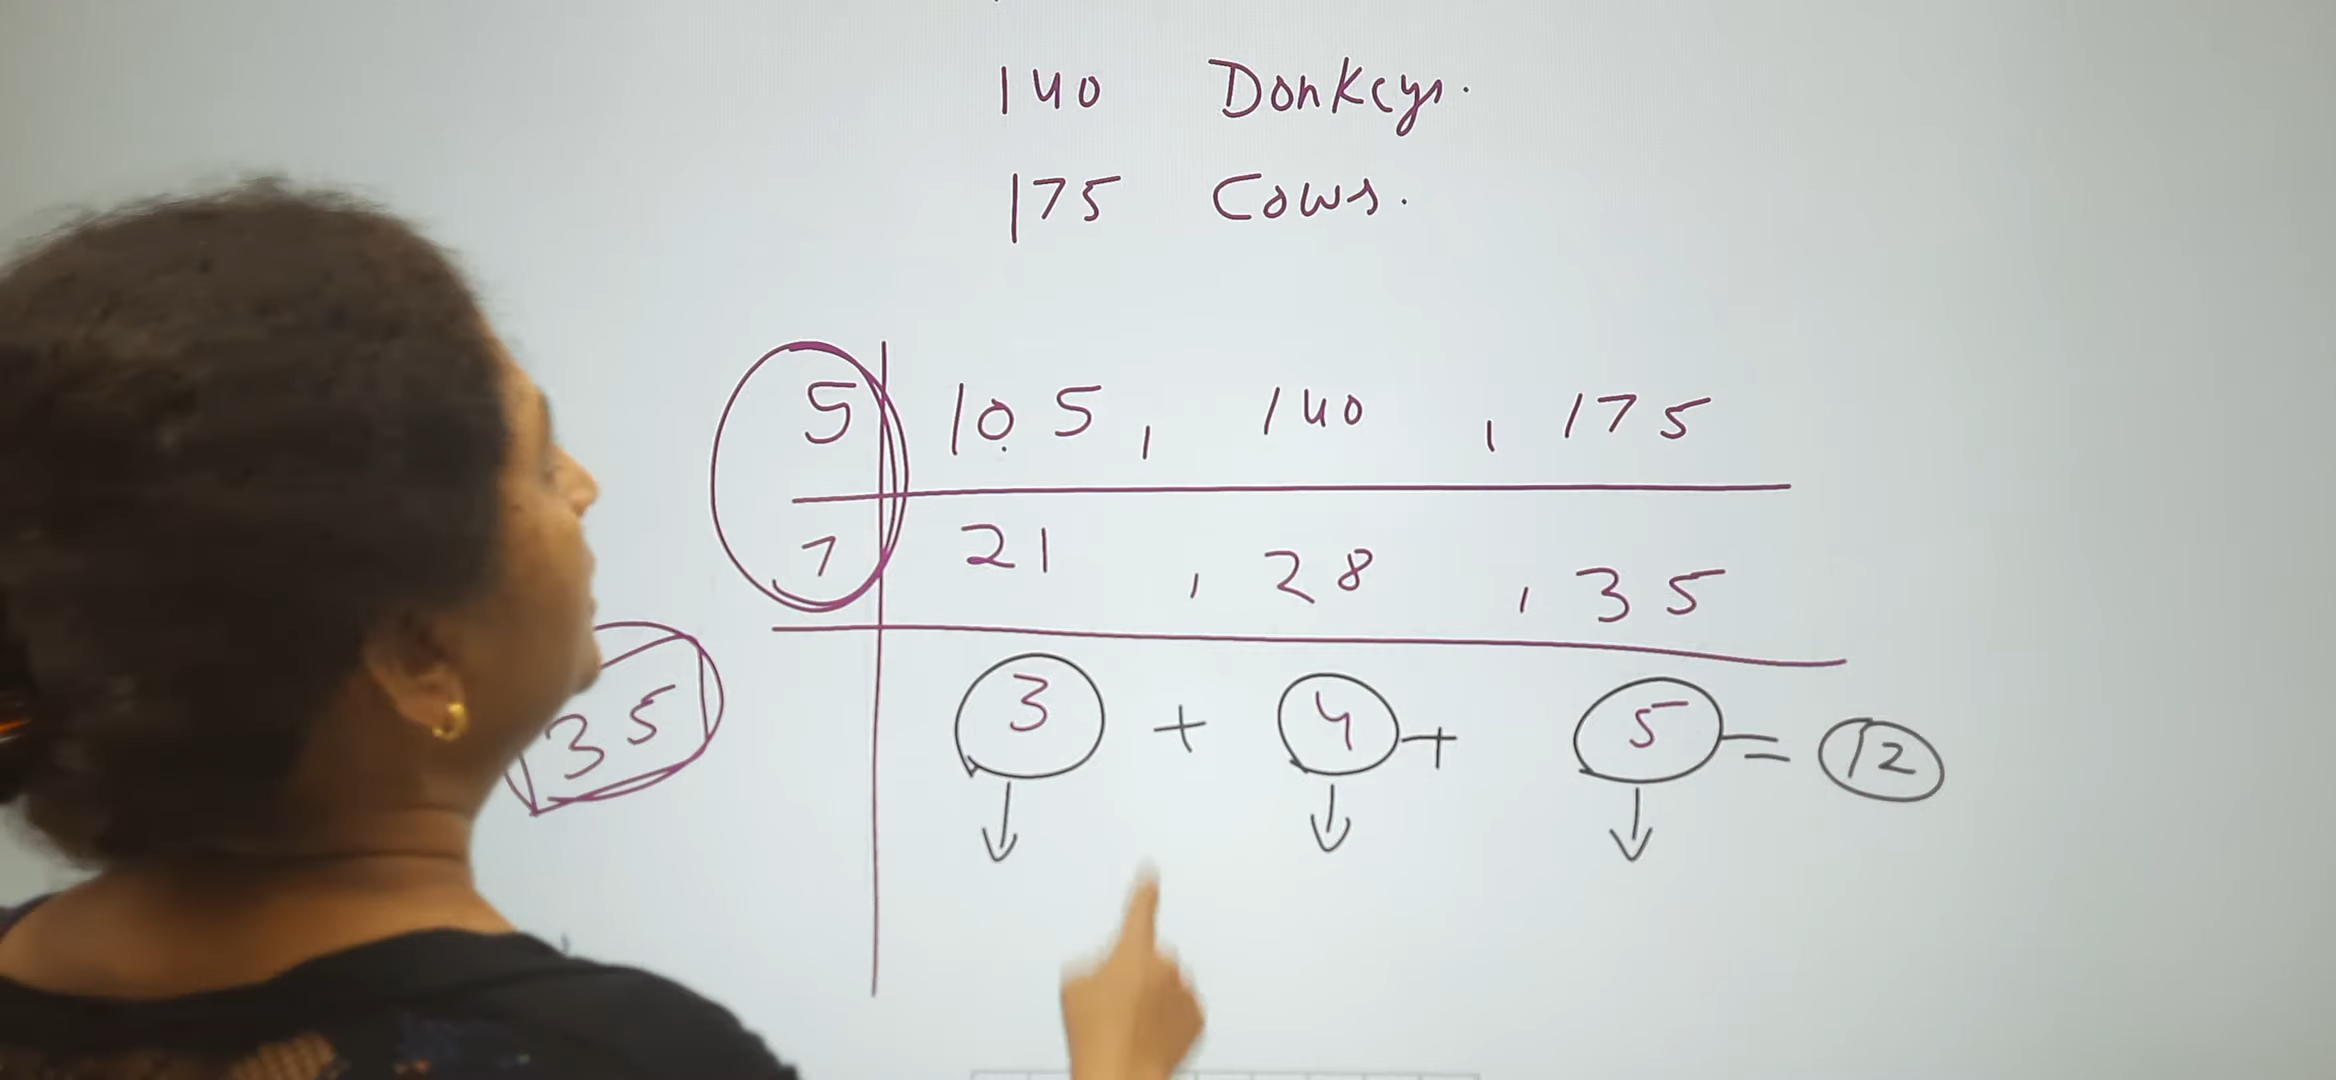 140 Donkeys.
175 Cows.
5 105, 140, 175
7 21, 28, 35
35 3 + 4 + 5 = 12